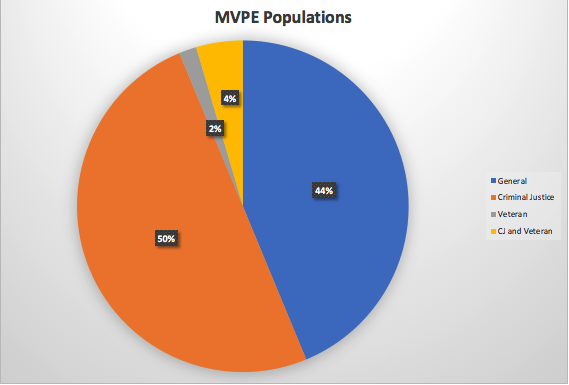 MVPE Populations
4%
2%
44%
50%
General
Criminal Justice
Veteran
CJ and Veteran